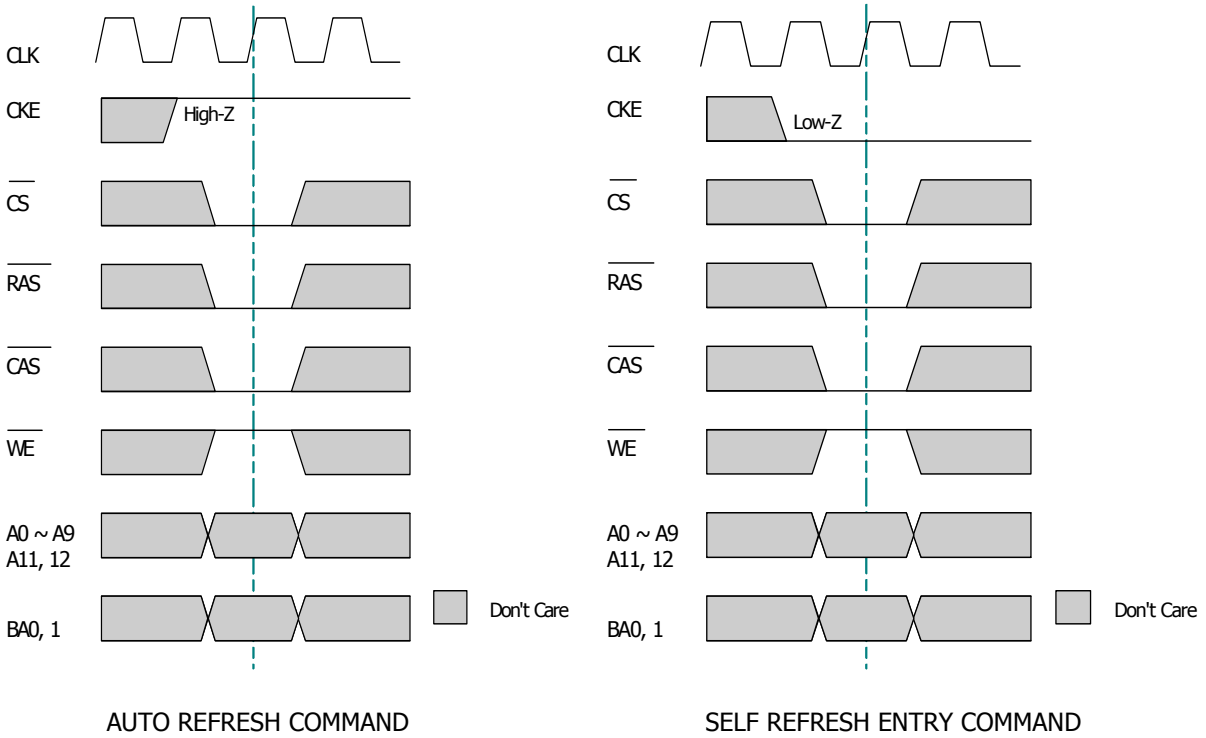 CLK
CKE
High-Z
CS
RAS
CAS
WE
A0 ~ A9
A11, 12
BA0, 1
Don't Care
AUTO REFRESH COMMAND
CLK
CKE
Low-Z
CS
RAS
CAS
WE
A0 ~ A9
A11, 12
BA0, 1
Don't Care
SELF REFRESH ENTRY COMMAND